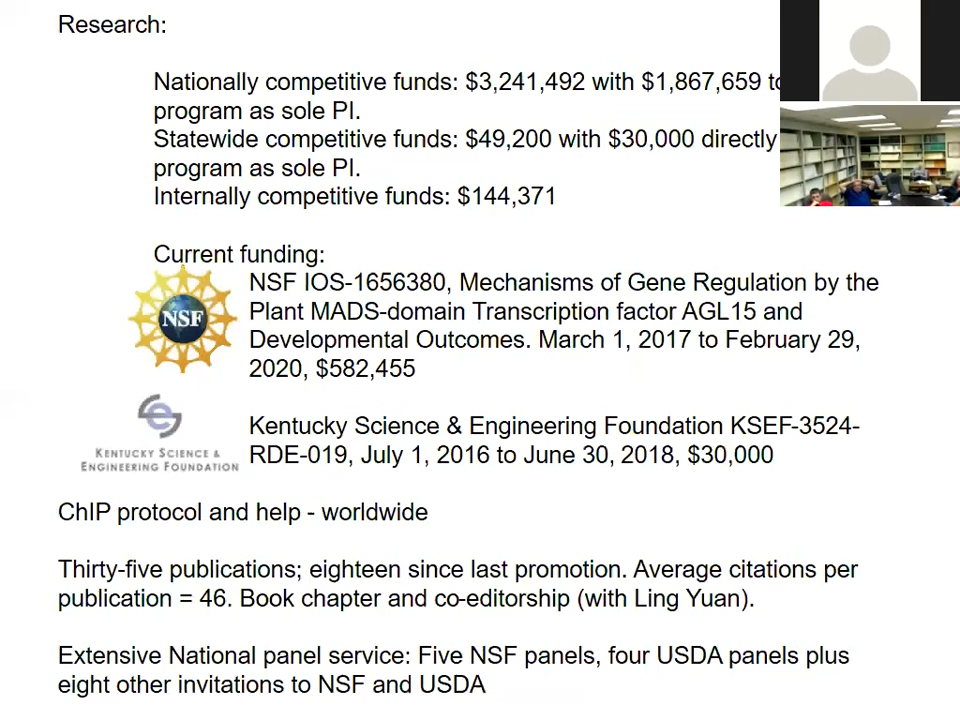 Research:
Nationally competitive funds: $3,241,492 with $1,867,659 to
program as sole PI.
Statewide competitive funds: $49,200 with $30,000 directly
program as sole PI.
Internally competitive funds: $144,371
Current funding:
NSF
NSF IOS-1656380, Mechanisms of Gene Regulation by the
Plant MADS-domain Transcription factor AGL15 and
Developmental Outcomes. March 1, 2017 to February 29,
2020, $582,455
KENTUCKY SCIENCE &
ENGINEERING FOUNDATION
Kentucky Science & Engineering Foundation KSEF-3524-
RDE-019, July 1, 2016 to June 30, 2018, $30,000
ChIP protocol and help - worldwide
Thirty-five publications; eighteen since last promotion. Average citations per
publication = 46. Book chapter and co-editorship (with Ling Yuan).
Extensive National panel service: Five NSF panels, four USDA panels plus
eight other invitations to NSF and USDA